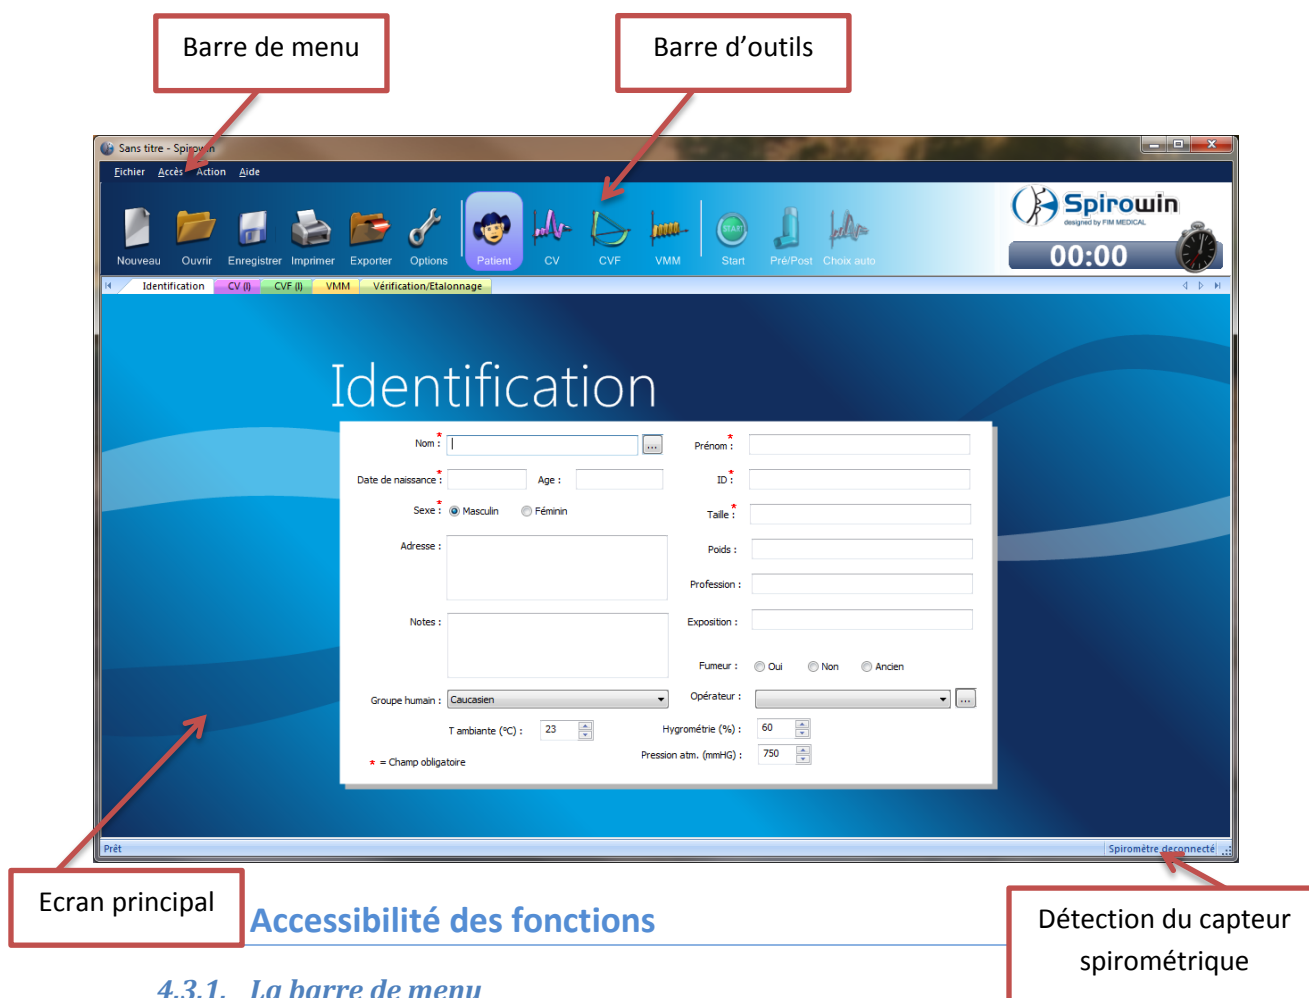 Barre de menu
Barre d'outils
Sans titre - Spirowin
Fichier Accès Action Aide
Spirowin
designed by FIM MEDICAL
00:00
START
Nouveau Ouvrir Enregistrer Imprimer Exporter Options Patient CV CVF VMM Start Pré/Post Choix auto
Identification CV (I) CVF (I) VMM Vérification/Etalonnage
Identification
Nom :* ... Prénom :*
Date de naissance :* Age : ID :*
Sexe :* Masculin Féminin Taille :*
Adresse : Poids :
Profession :
Notes : Exposition :
Fumeur : Oui Non Ancien
Groupe humain : Caucasien Opérateur : ...
T ambiante (°C) : 23 Hygrométrie (%) : 60
Pression atm. (mmHG) : 750
* = Champ obligatoire
Prêt Spiromètre deconnecté
Ecran principal
Détection du capteur
spirométrique
Accessibilité des fonctions
4.3.1. La barre de menu